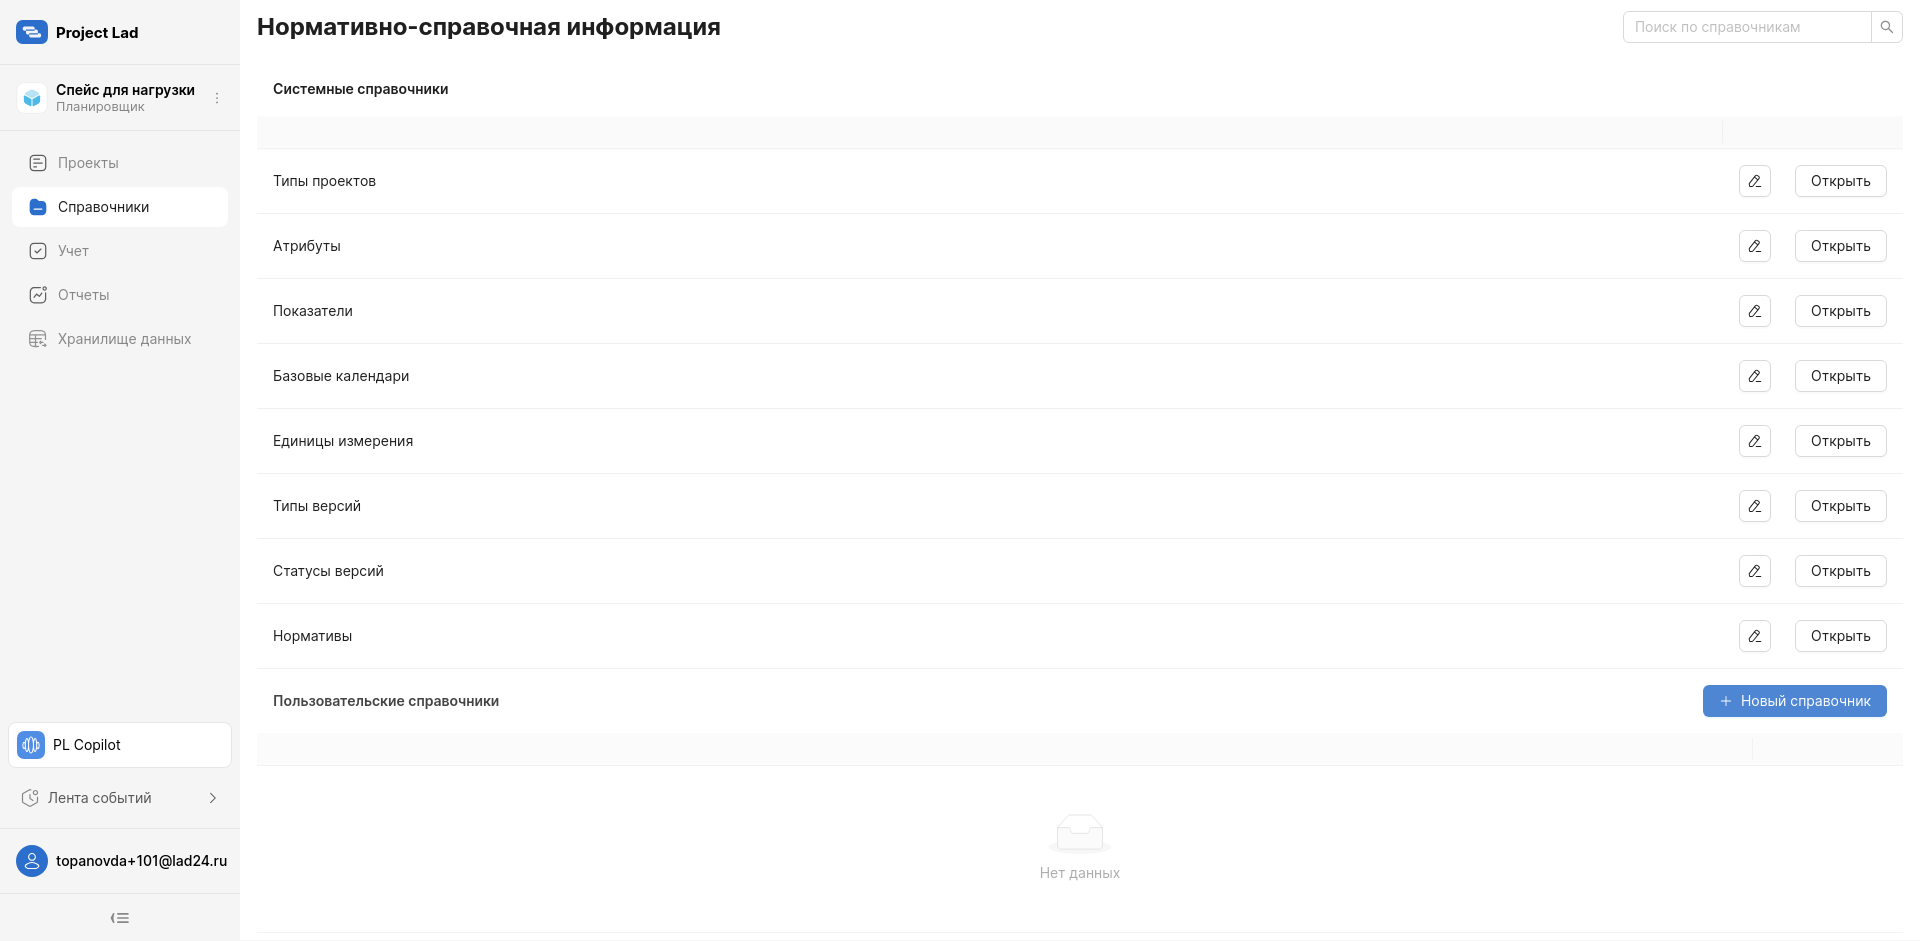 Project Lad
Спейс для нагрузки
Планировщик
Проекты
Справочники
Учет
Отчеты
Хранилище данных
PL Copilot
Лента событий
topanovda+101@lad24.ru
Нормативно-справочная информация
Поиск по справочникам
Системные справочники
Типы проектов Открыть
Атрибуты Открыть
Показатели Открыть
Базовые календари Открыть
Единицы измерения Открыть
Типы версий Открыть
Статусы версий Открыть
Нормативы Открыть
Пользовательские справочники Новый справочник
Нет данных